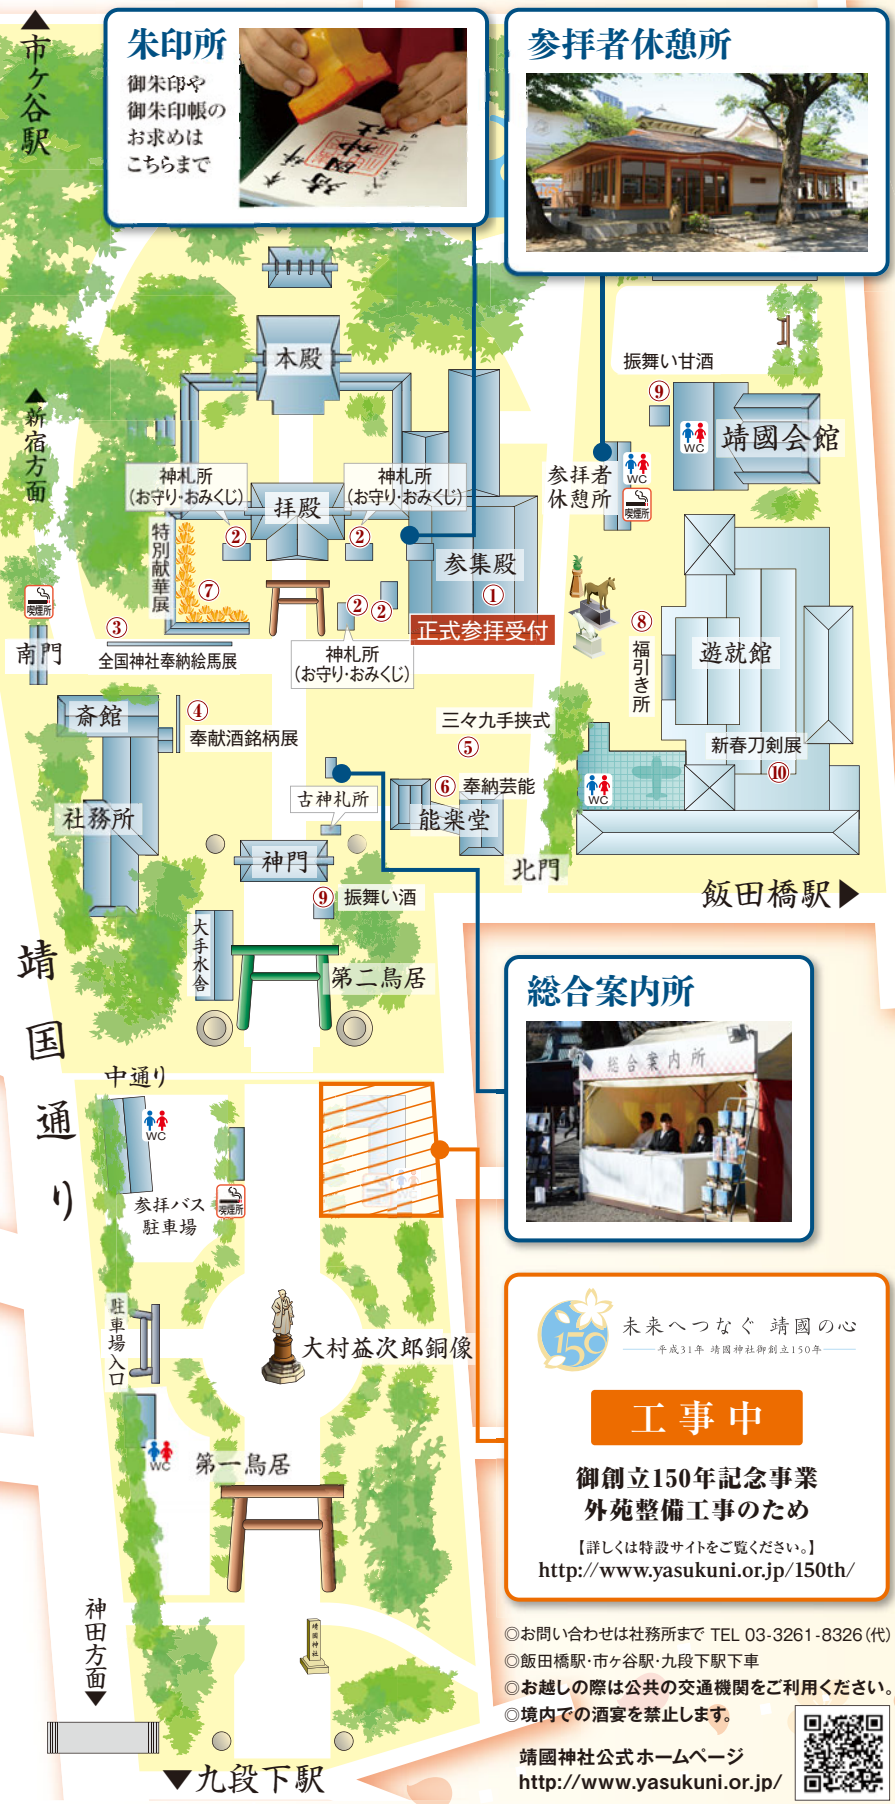 ▲市ヶ谷駅
朱印所
御朱印や
御朱印帳の
お求めは
こちらまで
参拝者休憩所
本殿
▲新宿方面
神札所
(お守り・おみくじ)
②
拝殿
神札所
(お守り・おみくじ)
②
特別献華展
⑦
参集殿
①
正式参拝受付
②
②
神札所
(お守り・おみくじ)
喫煙所
南門
③
全国神社奉納絵馬展
振舞い甘酒
⑨
WC
靖國会館
参拝者
休憩所
WC
喫煙所
⑧
福引き所
遊就館
新春刀剣展
⑩
WC
斎館
④
奉献酒銘柄展
社務所
三々九手挟式
⑤
⑥ 奉納芸能
能楽堂
古神札所
神門
北門
飯田橋駅▶
⑨ 振舞い酒
大手水舎
第二鳥居
靖国通り
中通り
WC
参拝バス
駐車場
喫煙所
WC
総合案内所
総合案内所
駐車場入口
大村益次郎銅像
WC
第一鳥居
靖國神社
神田方面▼
▼九段下駅
150
未来へつなぐ 靖國の心
平成31年 靖國神社御創立150年
工事中
御創立150年記念事業
外苑整備工事のため
【詳しくは特設サイトをご覧ください。】
http://www.yasukuni.or.jp/150th/
◎お問い合わせは社務所まで TEL 03-3261-8326(代)
◎飯田橋駅・市ヶ谷駅・九段下駅下車
◎お越しの際は公共の交通機関をご利用ください。
◎境内での酒宴を禁止します。
靖國神社公式ホームページ
http://www.yasukuni.or.jp/